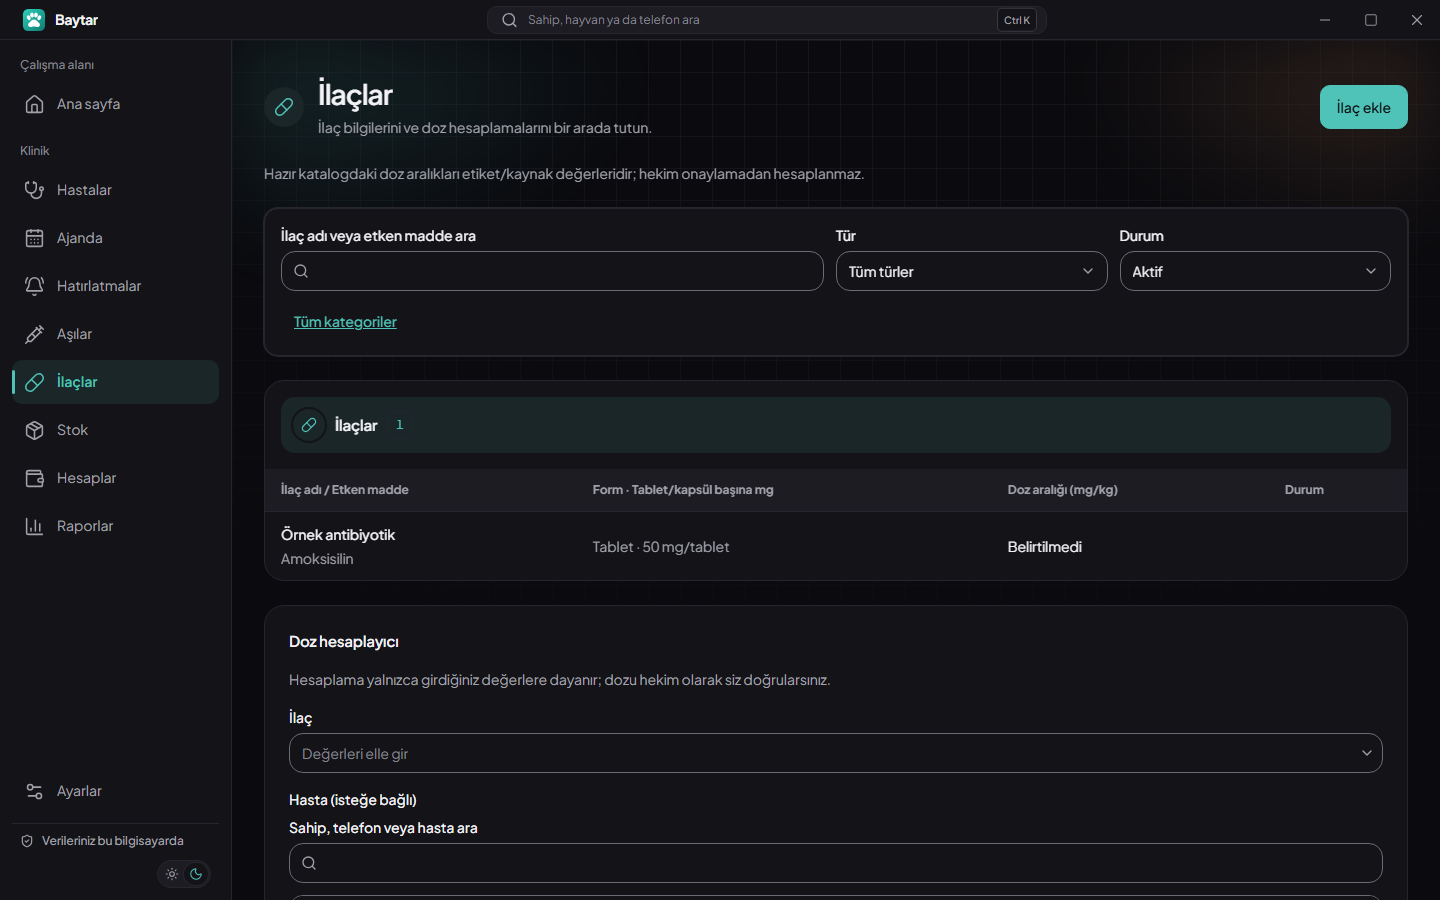 Baytar
Sahip, hayvan ya da telefon ara
Ctrl K
Çalışma alanı
Ana sayfa
Klinik
Hastalar
Ajanda
Hatırlatmalar
Aşılar
İlaçlar
Stok
Hesaplar
Raporlar
Ayarlar
Verileriniz bu bilgisayarda
İlaçlar
İlaç bilgilerini ve doz hesaplamalarını bir arada tutun.
İlaç ekle
Hazır katalogdaki doz aralıkları etiket/kaynak değerleridir; hekim onaylamadan hesaplanmaz.
İlaç adı veya etken madde ara
Tür
Durum
Tüm türler
Aktif
Tüm kategoriler
İlaçlar 1
İlaç adı / Etken madde
Form · Tablet/kapsül başına mg
Doz aralığı (mg/kg)
Durum
Örnek antibiyotik
Amoksisilin
Tablet · 50 mg/tablet
Belirtilmedi
Doz hesaplayıcı
Hesaplama yalnızca girdiğiniz değerlere dayanır; dozu hekim olarak siz doğrularsınız.
İlaç
Değerleri elle gir
Hasta (isteğe bağlı)
Sahip, telefon veya hasta ara